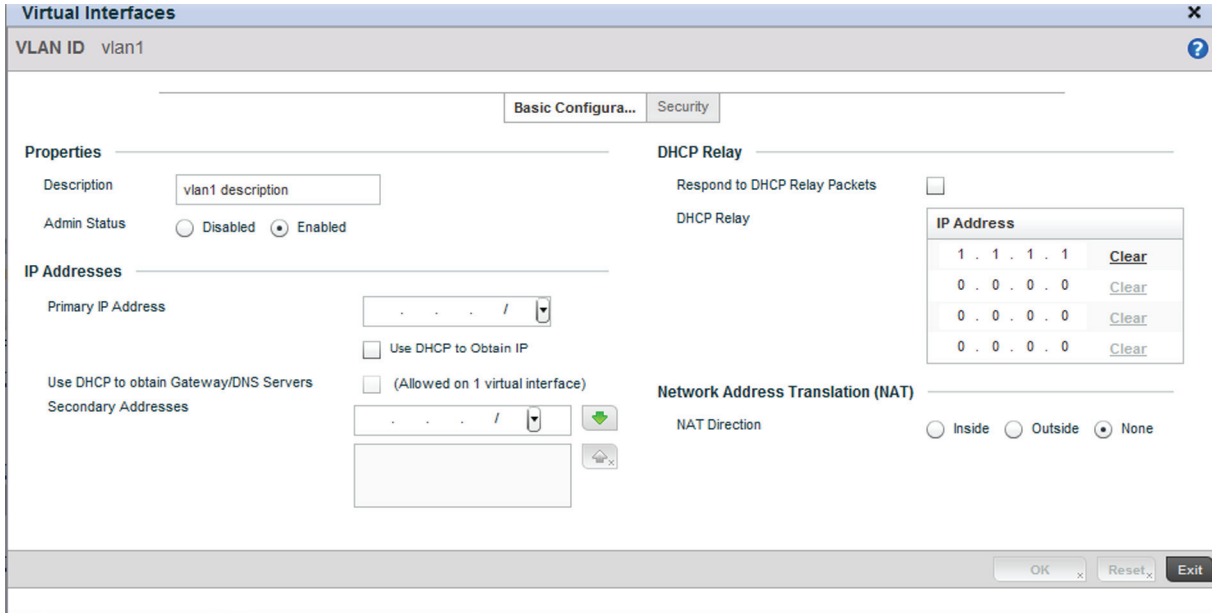 Virtual Interfaces
VLAN ID vlan1
Basic Configura... Security
Properties
Description vlan1 description
Admin Status Disabled Enabled
IP Addresses
Primary IP Address . . . /
Use DHCP to Obtain IP
Use DHCP to obtain Gateway/DNS Servers (Allowed on 1 virtual interface)
Secondary Addresses . . . /
DHCP Relay
Respond to DHCP Relay Packets
DHCP Relay
IP Address
1 . 1 . 1 . 1 Clear
0 . 0 . 0 . 0 Clear
0 . 0 . 0 . 0 Clear
0 . 0 . 0 . 0 Clear
Network Address Translation (NAT)
NAT Direction Inside Outside None
OK Reset Exit